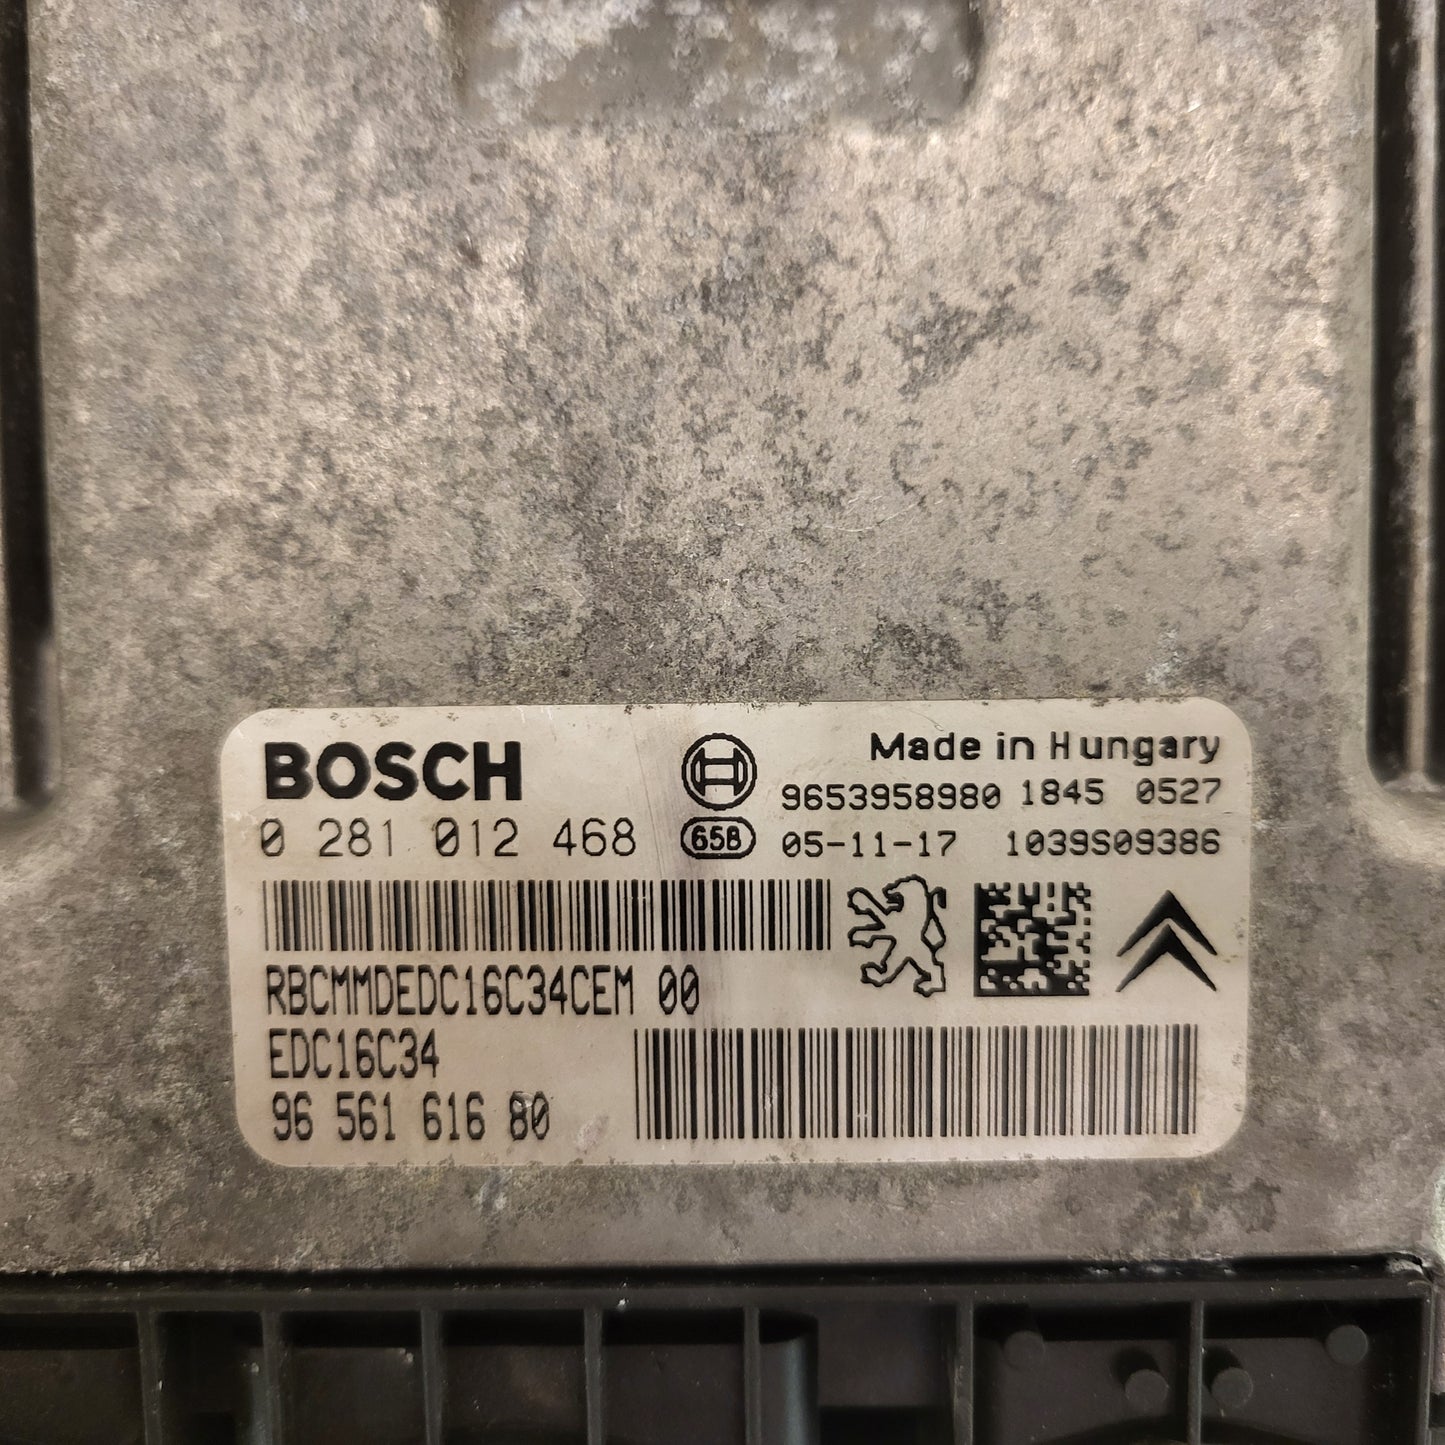 BOSCH
Made in Hungary
9653958980 1845 0527
0 281 012 468
658
05-11-17 1039S09386
RBCMMDEDC16C34CEM 00
EDC16C34
96 561 616 80